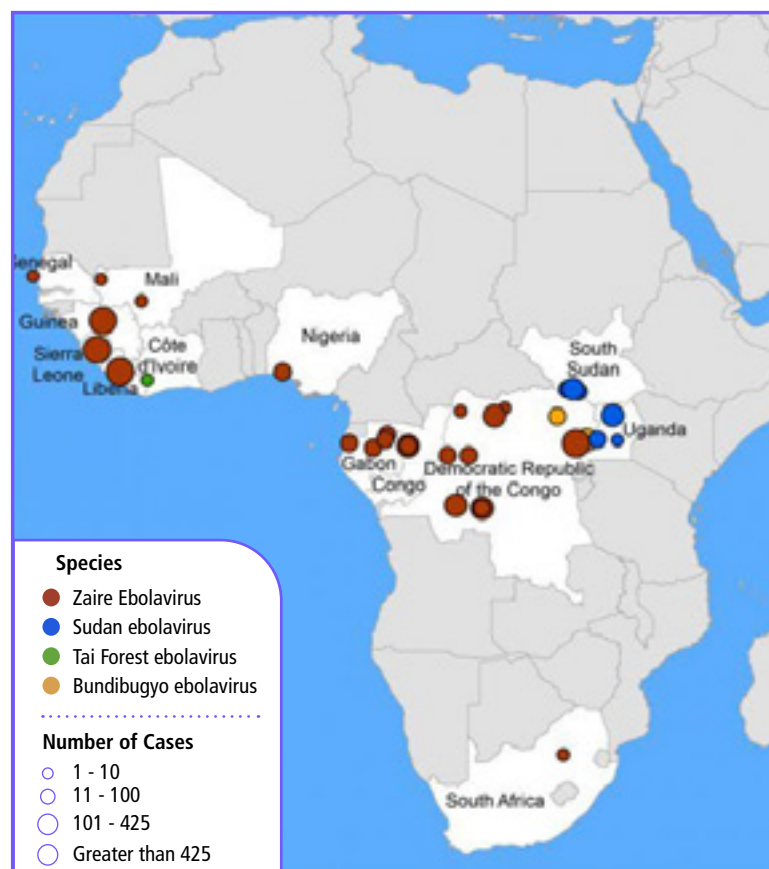 Senegal
Mali
Guinea
Nigeria
Côte
d'Ivoire
Sierra
Leone
Liberia
South
Sudan
Uganda
Gabon
Congo
Democratic Republic
of the Congo
South Africa
Species
Zaire Ebolavirus
Sudan ebolavirus
Tai Forest ebolavirus
Bundibugyo ebolavirus
Number of Cases
1 - 10
11 - 100
101 - 425
Greater than 425